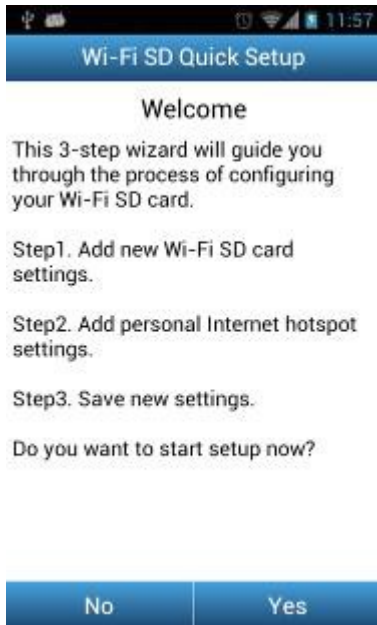 11:57
Wi-Fi SD Quick Setup
Welcome
This 3-step wizard will guide you
through the process of configuring
your Wi-Fi SD card.
Step1. Add new Wi-Fi SD card
settings.
Step2. Add personal Internet hotspot
settings.
Step3. Save new settings.
Do you want to start setup now?
No
Yes